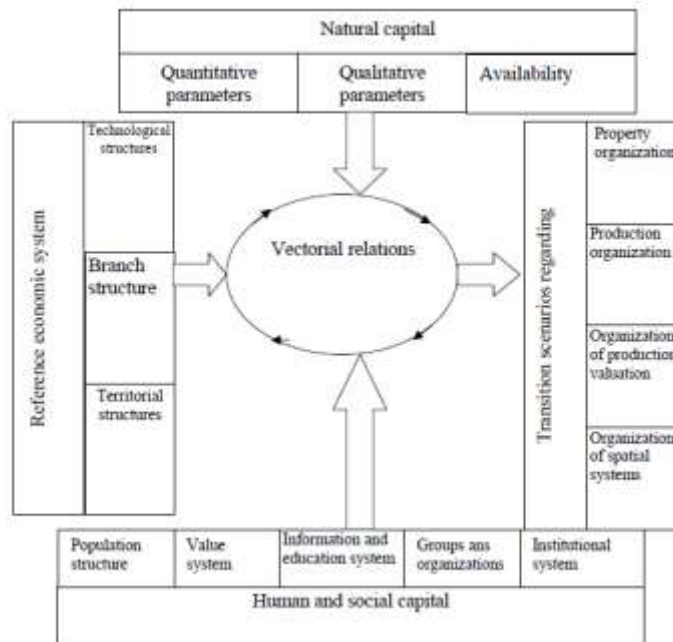 Natural capital
Quantitative
parameters
Qualitative
parameters
Availability
Reference economic system
Technological
structures
Branch
structure
Territorial
structures
Vectorial relations
Transition scenarios regarding
Property
organization
Production
organization
Organization
of production
valuation
Organization
of spatial
systems
Population
structure
Value
system
Information and
education system
Groups ans
organizations
Institutional
system
Human and social capital